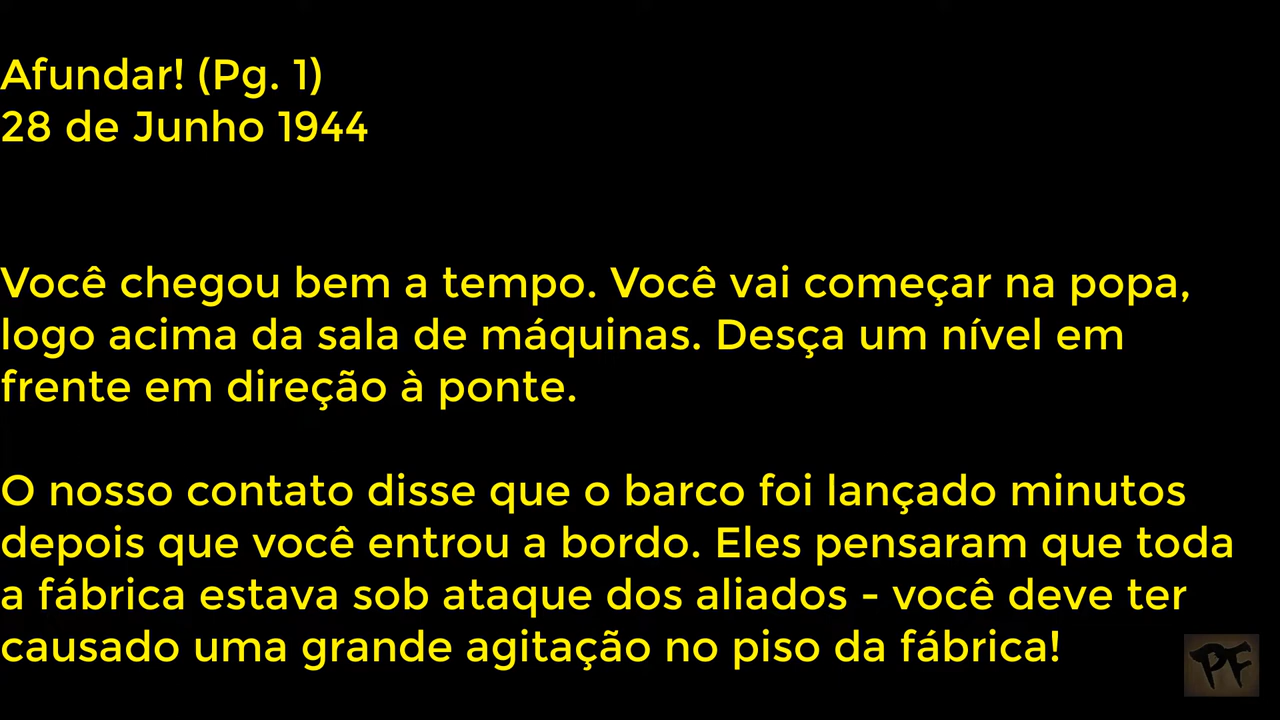 Afundar! (Pg. 1)
28 de Junho 1944
Você chegou bem a tempo. Você vai começar na popa,
logo acima da sala de máquinas. Desça um nível em
frente em direção à ponte.
O nosso contato disse que o barco foi lançado minutos
depois que você entrou a bordo. Eles pensaram que toda
a fábrica estava sob ataque dos aliados - você deve ter
causado uma grande agitação no piso da fábrica!
PF